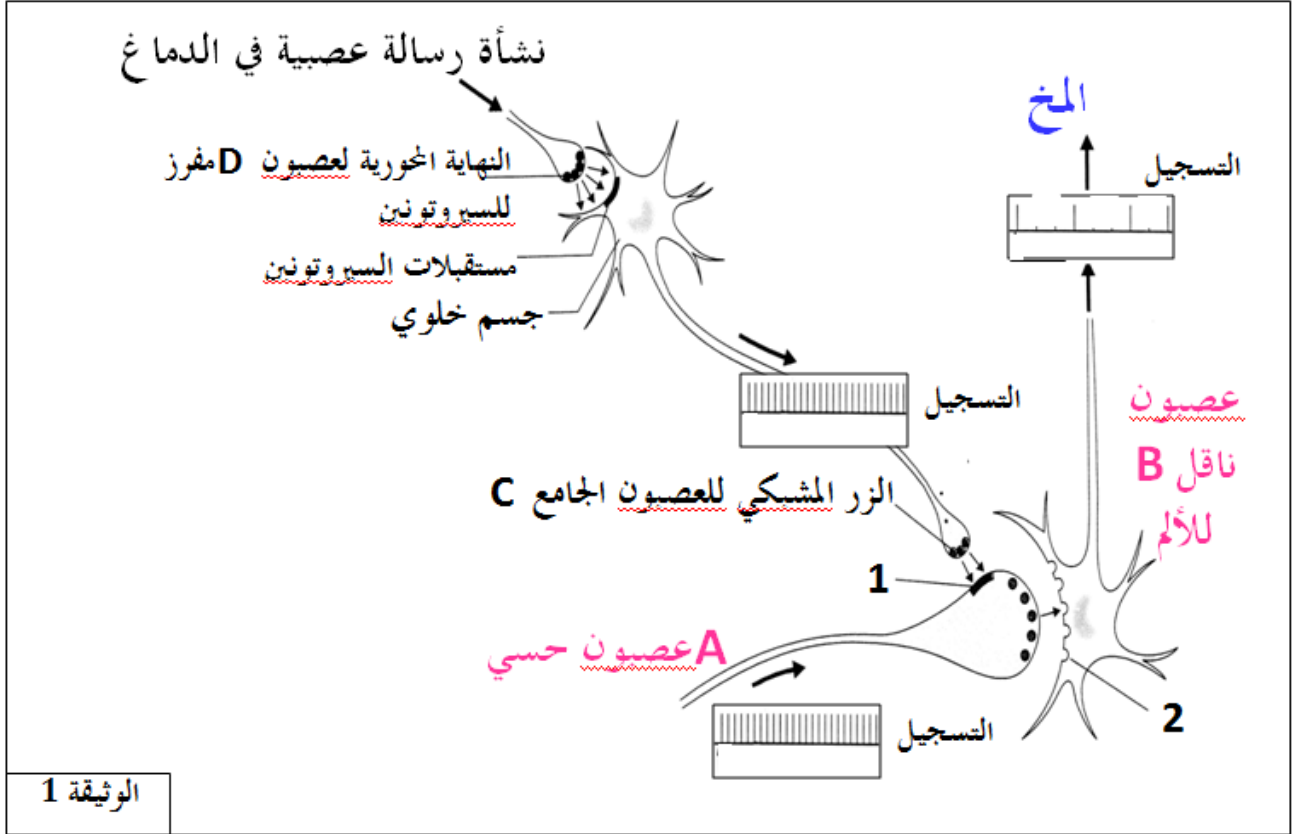 نشأة رسالة عصبية في الدماغ
النهاية المحورية لعصبون Dمفرز
للسيروتونين
مستقبلات السيروتونين
جسم خلوي
المخ
التسجيل
التسجيل
عصبون
ناقل B
للألم
الزر المشبكي للعصبون الجامع C
1
Aعصبون حسي
2
التسجيل
الوثيقة 1